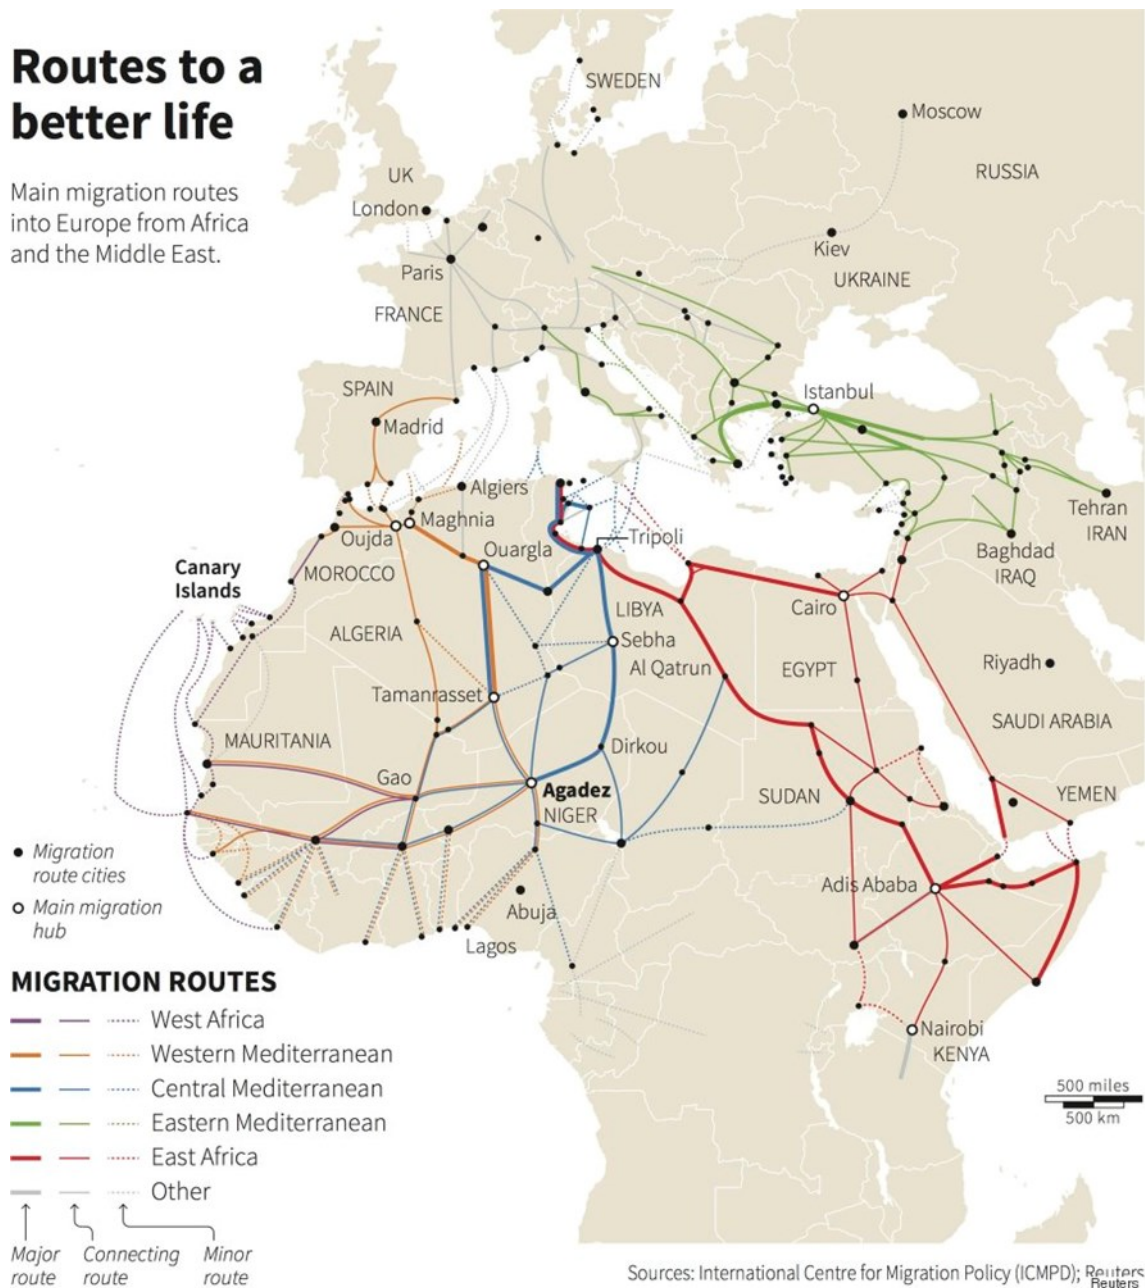 Routes to a
better life
Main migration routes
into Europe from Africa
and the Middle East.
SWEDEN
Moscow
RUSSIA
UK
London
Kiev
UKRAINE
Paris
FRANCE
SPAIN
Madrid
Istanbul
Algiers
Maghnia
Oujda
Ouargla
Tripoli
Tehran
IRAN
Baghdad
IRAQ
Canary
Islands
MOROCCO
ALGERIA
LIBYA
Cairo
Sebha
Al Qatrun
EGYPT
Riyadh
Tamanrasset
SAUDI ARABIA
MAURITANIA
Dirkou
Gao
Agadez
NIGER
SUDAN
YEMEN
Adis Ababa
Abuja
Lagos
Nairobi
KENYA
Migration
route cities
Main migration
hub
MIGRATION ROUTES
West Africa
Western Mediterranean
Central Mediterranean
Eastern Mediterranean
East Africa
Other
Major
route
Connecting
route
Minor
route
500 miles
500 km
Sources: International Centre for Migration Policy (ICMPD); Reuters
Reuters